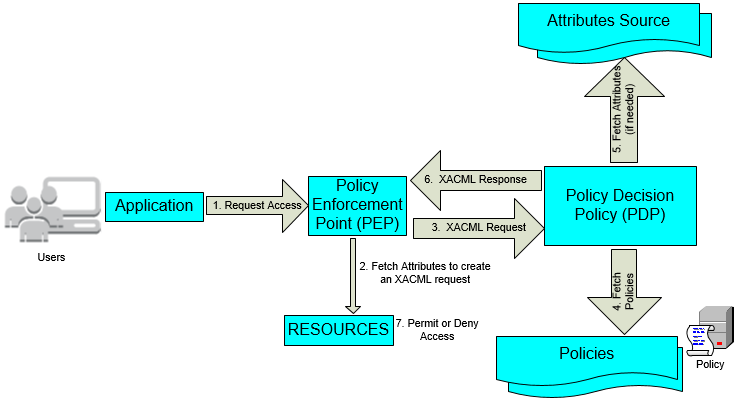 Attributes Source
5. Fetch Attributes
(if needed)
6. XACML Response
Policy
Enforcement
Point (PEP)
Policy Decision
Policy (PDP)
Application
1. Request Access
3. XACML Request
Users
2. Fetch Attributes to create
an XACML request
4. Fetch
Policies
RESOURCES
7. Permit or Deny
Access
Policies
Policy